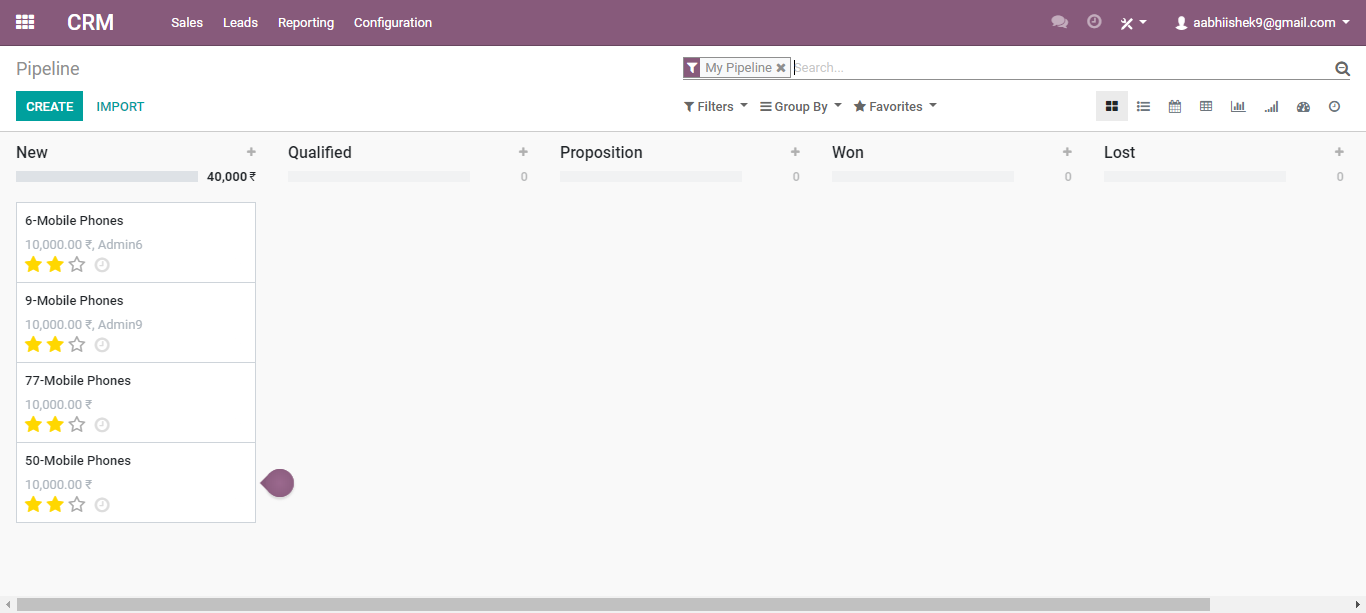 CRM Sales Leads Reporting Configuration aabhiishek9@gmail.com
Pipeline My Pipeline Search...
CREATE IMPORT Filters Group By Favorites
New + Qualified + Proposition + Won + Lost +
40,000 ₹ 0 0 0 0
6-Mobile Phones
10,000.00 ₹, Admin6
9-Mobile Phones
10,000.00 ₹, Admin9
77-Mobile Phones
10,000.00 ₹
50-Mobile Phones
10,000.00 ₹